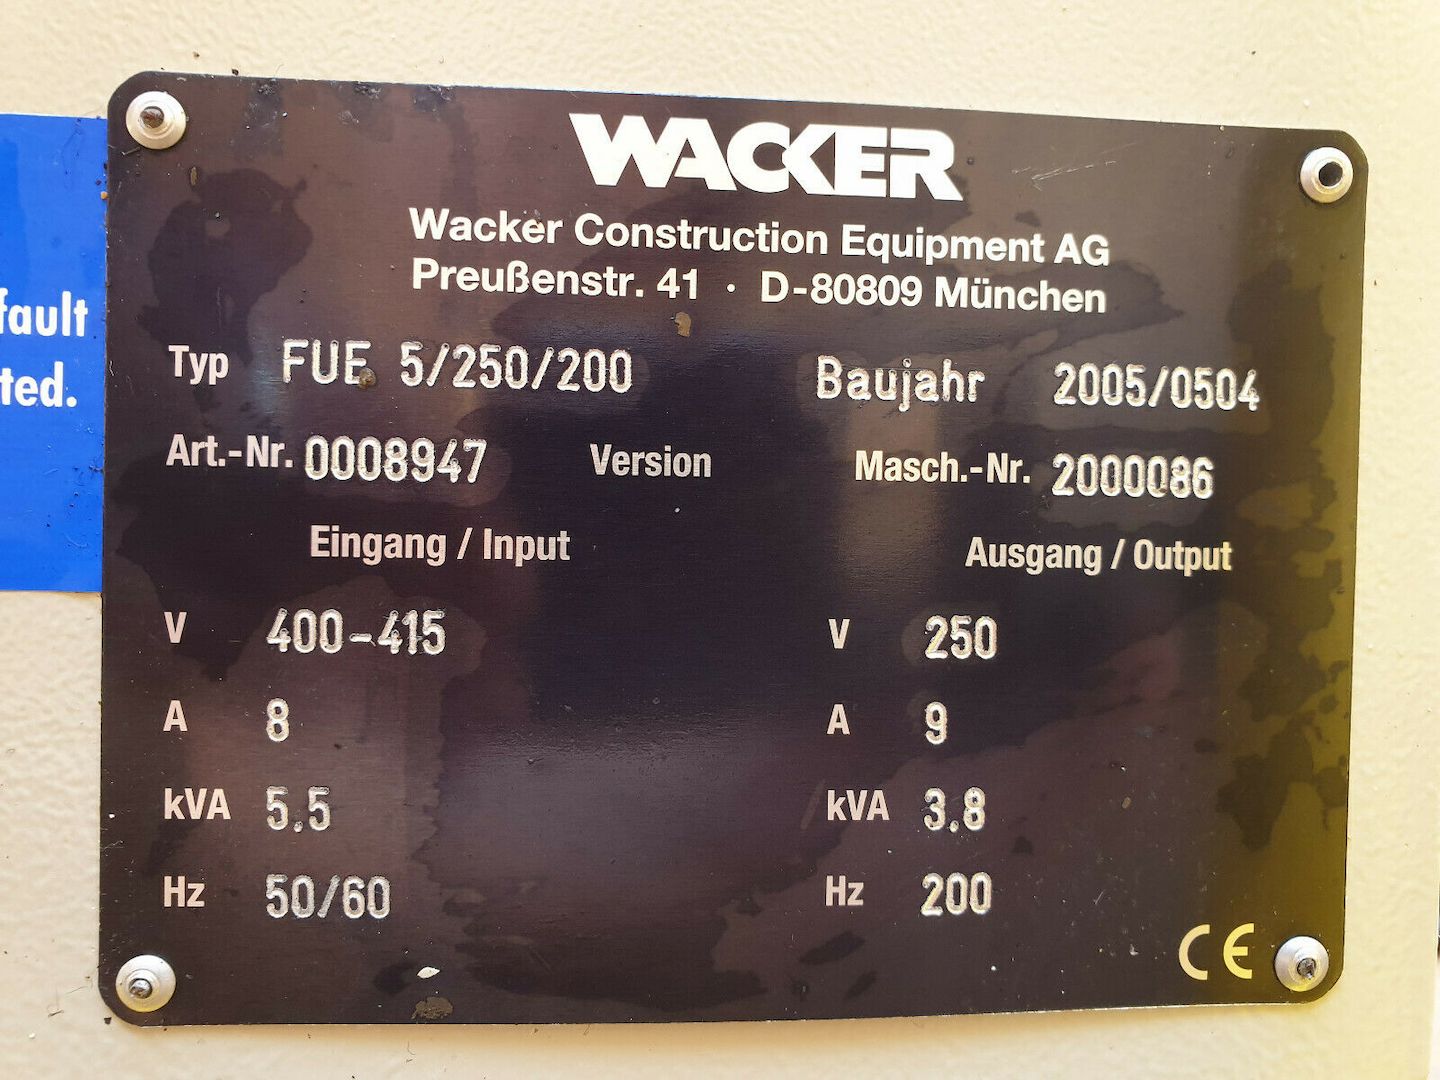 WACKER
Wacker Construction Equipment AG
Preußenstr. 41 · D-80809 München
fault
ted.
Typ FUE 5/250/200 Baujahr 2005/0504
Art.-Nr. 0008947 Version Masch.-Nr. 2000086
Eingang / Input Ausgang / Output
V 400-415 V 250
A 8 A 9
kVA 5.5 kVA 3.8
Hz 50/60 Hz 200
CE